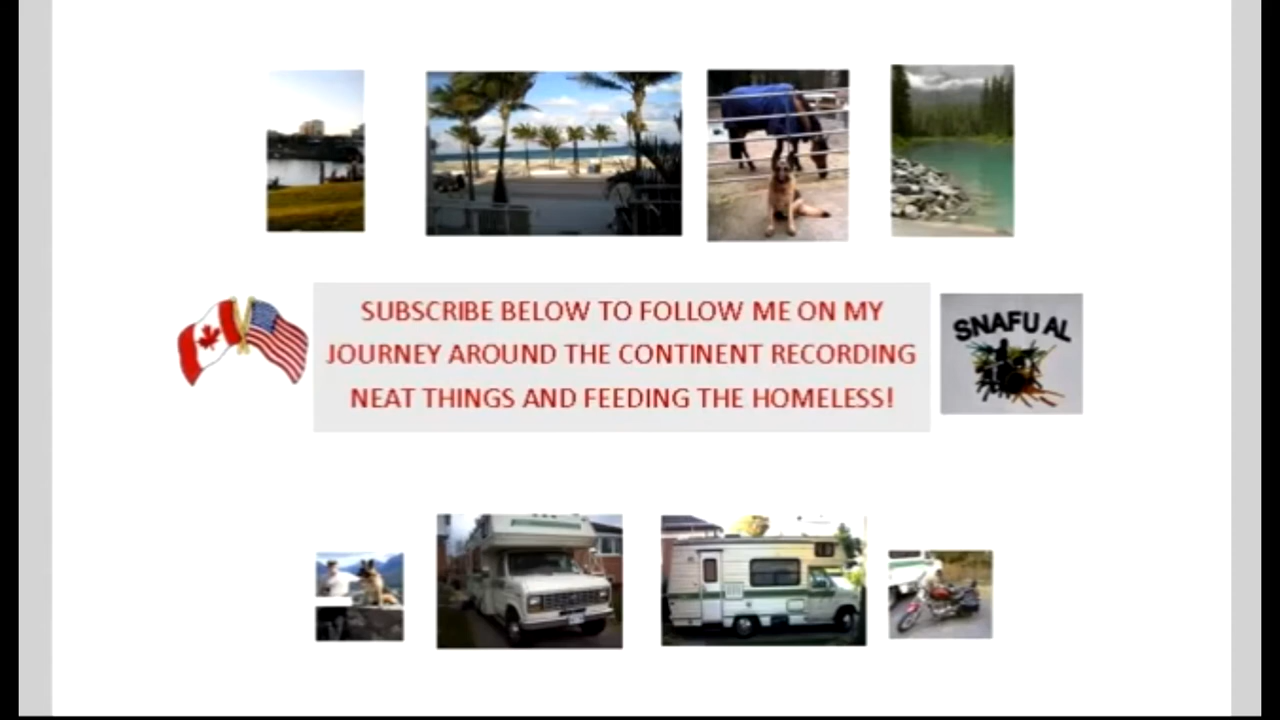 SUBSCRIBE BELOW TO FOLLOW ME ON MY
JOURNEY AROUND THE CONTINENT RECORDING
NEAT THINGS AND FEEDING THE HOMELESS!
SNAFU AL